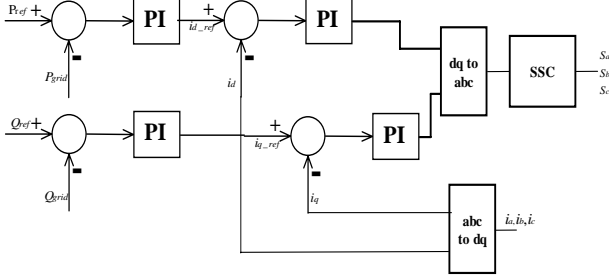 Pref + PI id_ref + PI
Pgrid
id
dq to
abc
SSC
Sa
Sb
Sc
Qref + PI iq_ref + PI
Qgrid
iq
abc
to dq
ia,ib,ic